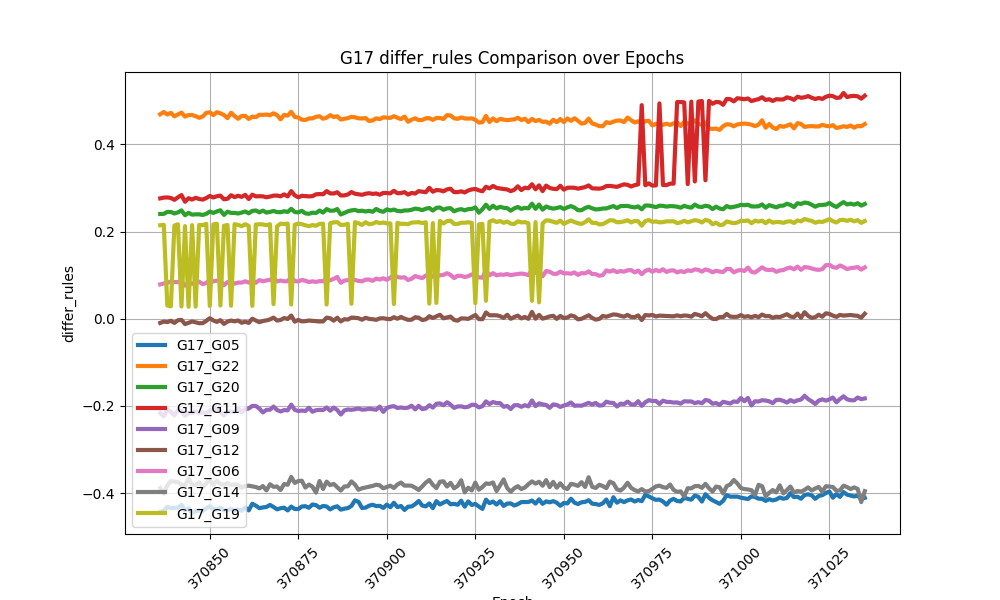 G17 differ_rules Comparison over Epochs
differ_rules
0.4
0.2
0.0
−0.2
−0.4
G17_G05
G17_G22
G17_G20
G17_G11
G17_G09
G17_G12
G17_G06
G17_G14
G17_G19
370850
370875
370900
370925
370950
370975
371000
371025
Epoch